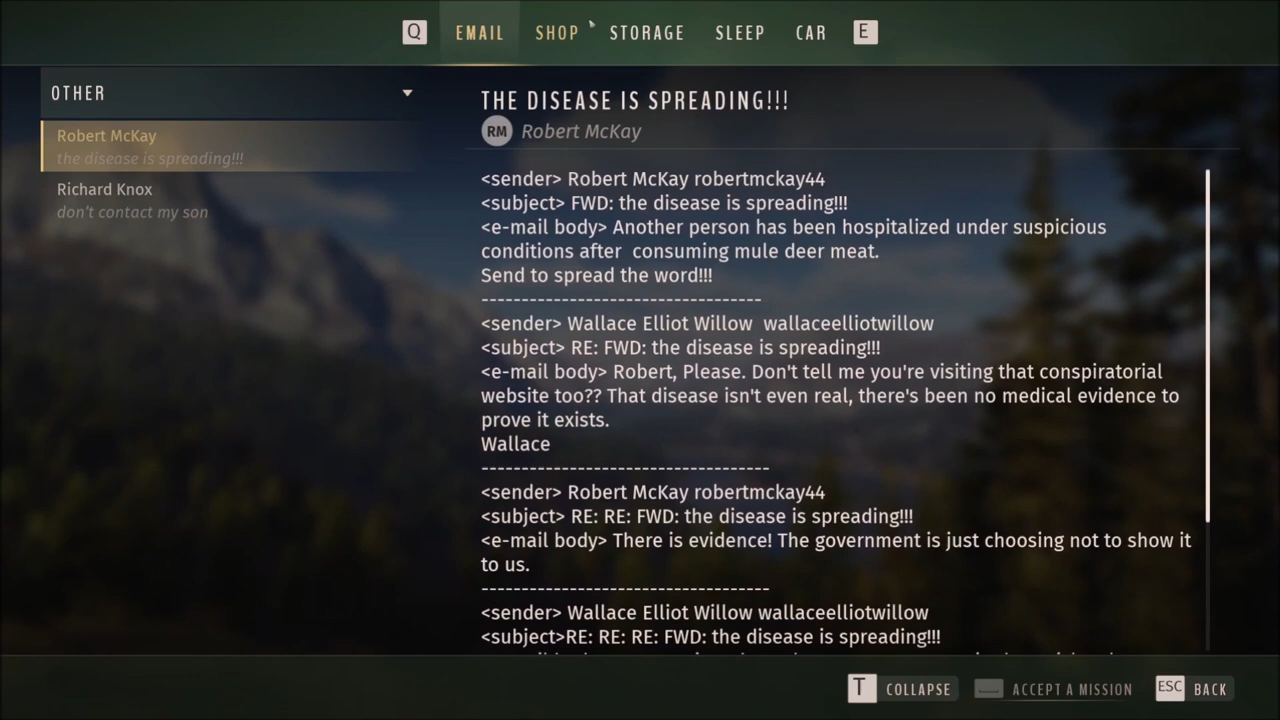 Q EMAIL SHOP STORAGE SLEEP CAR E
OTHER
Robert McKay
the disease is spreading!!!
Richard Knox
don't contact my son
THE DISEASE IS SPREADING!!!
RM Robert McKay
<sender> Robert McKay robertmckay44
<subject> FWD: the disease is spreading!!!
<e-mail body> Another person has been hospitalized under suspicious
conditions after  consuming mule deer meat.
Send to spread the word!!!
-----------------------------------
<sender> Wallace Elliot Willow  wallaceelliotwillow
<subject> RE: FWD: the disease is spreading!!!
<e-mail body> Robert, Please. Don't tell me you're visiting that conspiratorial
website too?? That disease isn't even real, there's been no medical evidence to
prove it exists.
Wallace
------------------------------------
<sender> Robert McKay robertmckay44
<subject> RE: RE: FWD: the disease is spreading!!!
<e-mail body> There is evidence! The government is just choosing not to show it
to us.
------------------------------------
<sender> Wallace Elliot Willow wallaceelliotwillow
<subject>RE: RE: RE: FWD: the disease is spreading!!!
T COLLAPSE ACCEPT A MISSION ESC BACK